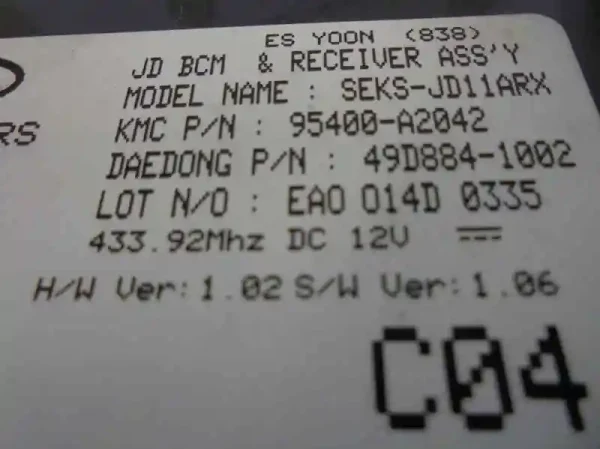 ES YOON (838)
JD BCM & RECEIVER ASS'Y
MODEL NAME : SEKS-JD11ARX
RS
KMC P/N : 95400-A2042
DAEDONG P/N : 49D884-1002
LOT N/O : EAO 014D 0335
433.92Mhz DC 12V
H/W Ver: 1.02 S/W Ver: 1.06
C04